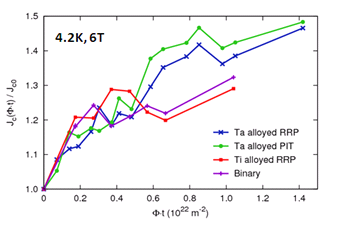 1.5
4.2K, 6T
1.4
1.3
1.2
1.1
1.0
Jc(Φ·t) / Jc0
Ta alloyed RRP
Ta alloyed PIT
Ti alloyed RRP
Binary
0 0.2 0.4 0.6 0.8 1 1.2 1.4
Φ·t (10²² m⁻²)